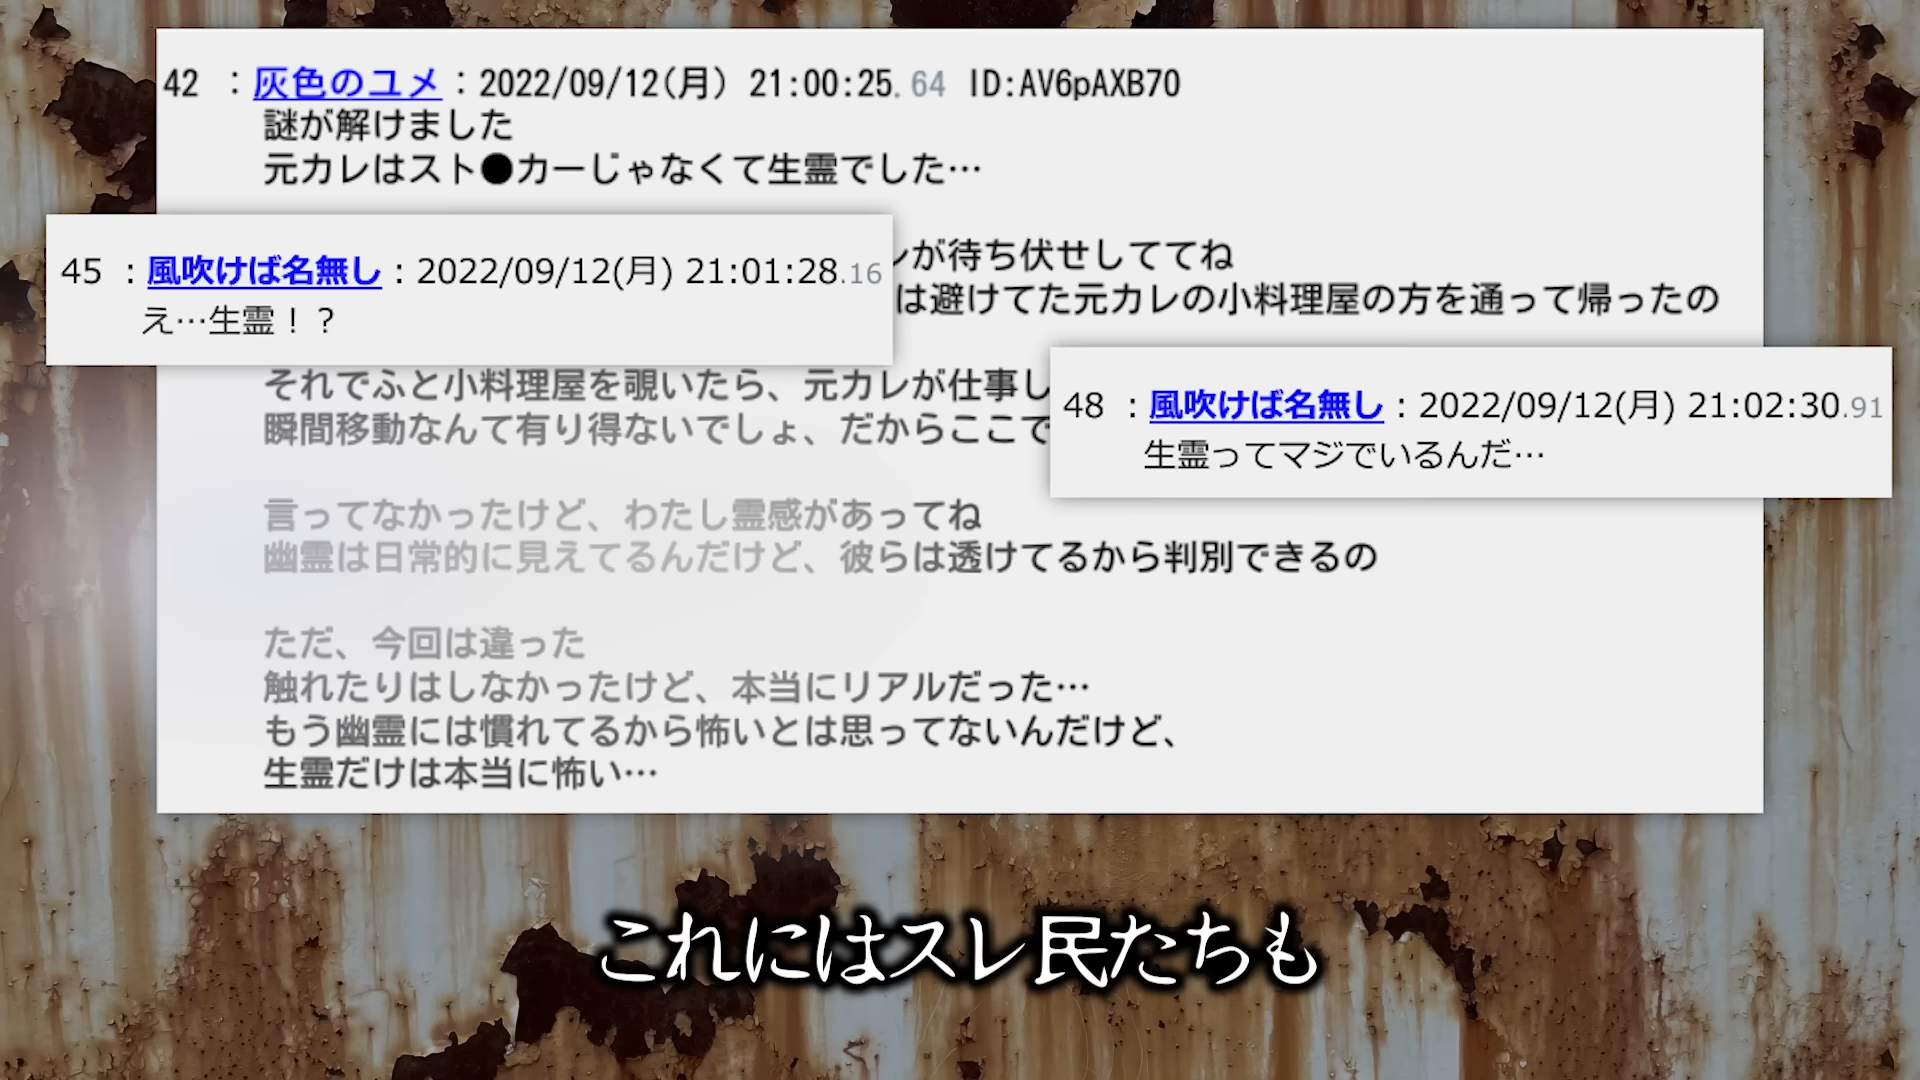 42 ：灰色のユメ：2022/09/12(月) 21:00:25.64 ID:AV6pAXB70
謎が解けました
元カレはスト●カーじゃなくて生霊でした…
が待ち伏せしててね
は避けてた元カレの小料理屋の方を通って帰ったの
45 ：風吹けば名無し：2022/09/12(月) 21:01:28.16
え…生霊！？
それでふと小料理屋を覗いたら、元カレが仕事し
瞬間移動なんて有り得ないでしょ、だからここで
48 ：風吹けば名無し：2022/09/12(月) 21:02:30.91
生霊ってマジでいるんだ…
言ってなかったけど、わたし霊感があってね
幽霊は日常的に見えてるんだけど、彼らは透けてるから判別できるの
ただ、今回は違った
触れたりはしなかったけど、本当にリアルだった…
もう幽霊には慣れてるから怖いとは思ってないんだけど、
生霊だけは本当に怖い…
これにはスレ民たちも